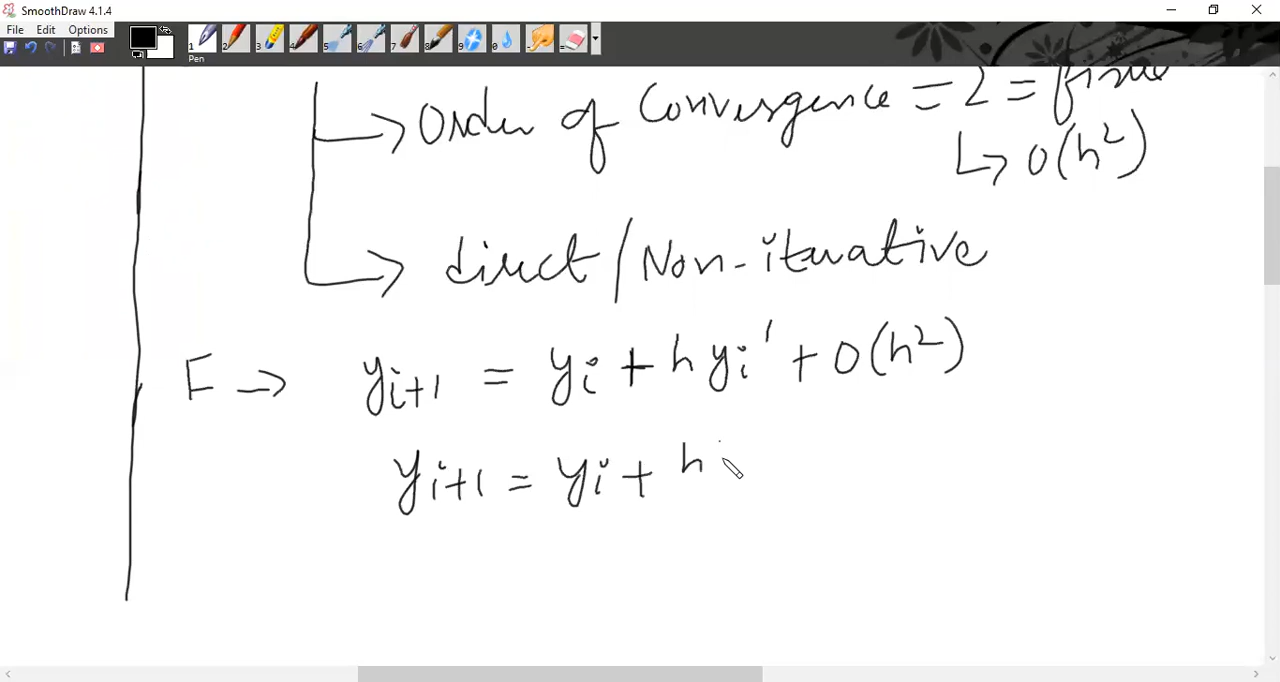 SmoothDraw 4.1.4
File Edit Options
Pen
Order of Convergence = 2 =
↳ O(h²)
direct / Non-iterative
F → yi+1 = yi + h yi' + O(h²)
yi+1 = yi + h